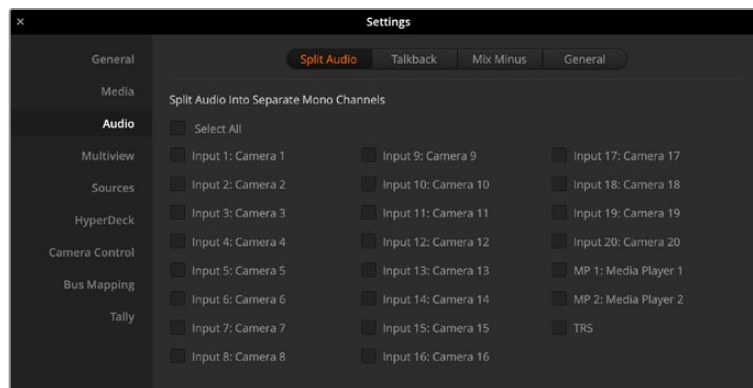 ×
Settings
General
Media
Audio
Multiview
Sources
HyperDeck
Camera Control
Bus Mapping
Tally
Split Audio Talkback Mix Minus General
Split Audio Into Separate Mono Channels
Select All
Input 1: Camera 1
Input 2: Camera 2
Input 3: Camera 3
Input 4: Camera 4
Input 5: Camera 5
Input 6: Camera 6
Input 7: Camera 7
Input 8: Camera 8
Input 9: Camera 9
Input 10: Camera 10
Input 11: Camera 11
Input 12: Camera 12
Input 13: Camera 13
Input 14: Camera 14
Input 15: Camera 15
Input 16: Camera 16
Input 17: Camera 17
Input 18: Camera 18
Input 19: Camera 19
Input 20: Camera 20
MP 1: Media Player 1
MP 2: Media Player 2
TRS